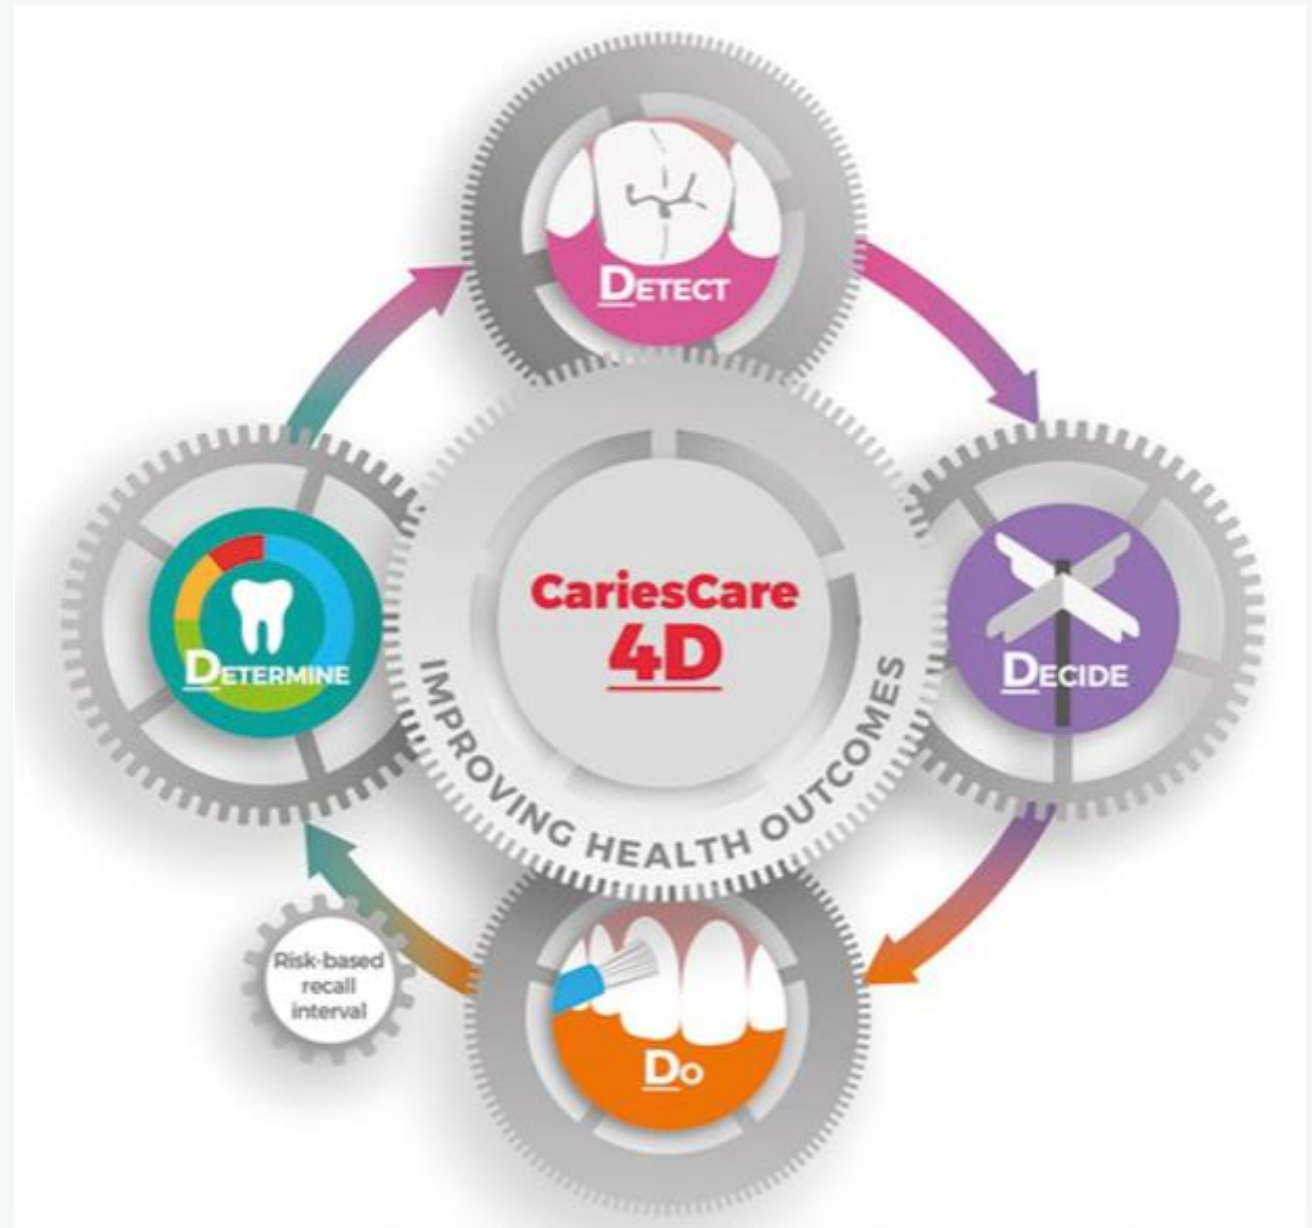 DETECT
DETERMINE
CariesCare
4D
DECIDE
IMPROVING HEALTH OUTCOMES
Risk-based
recall
interval
DO